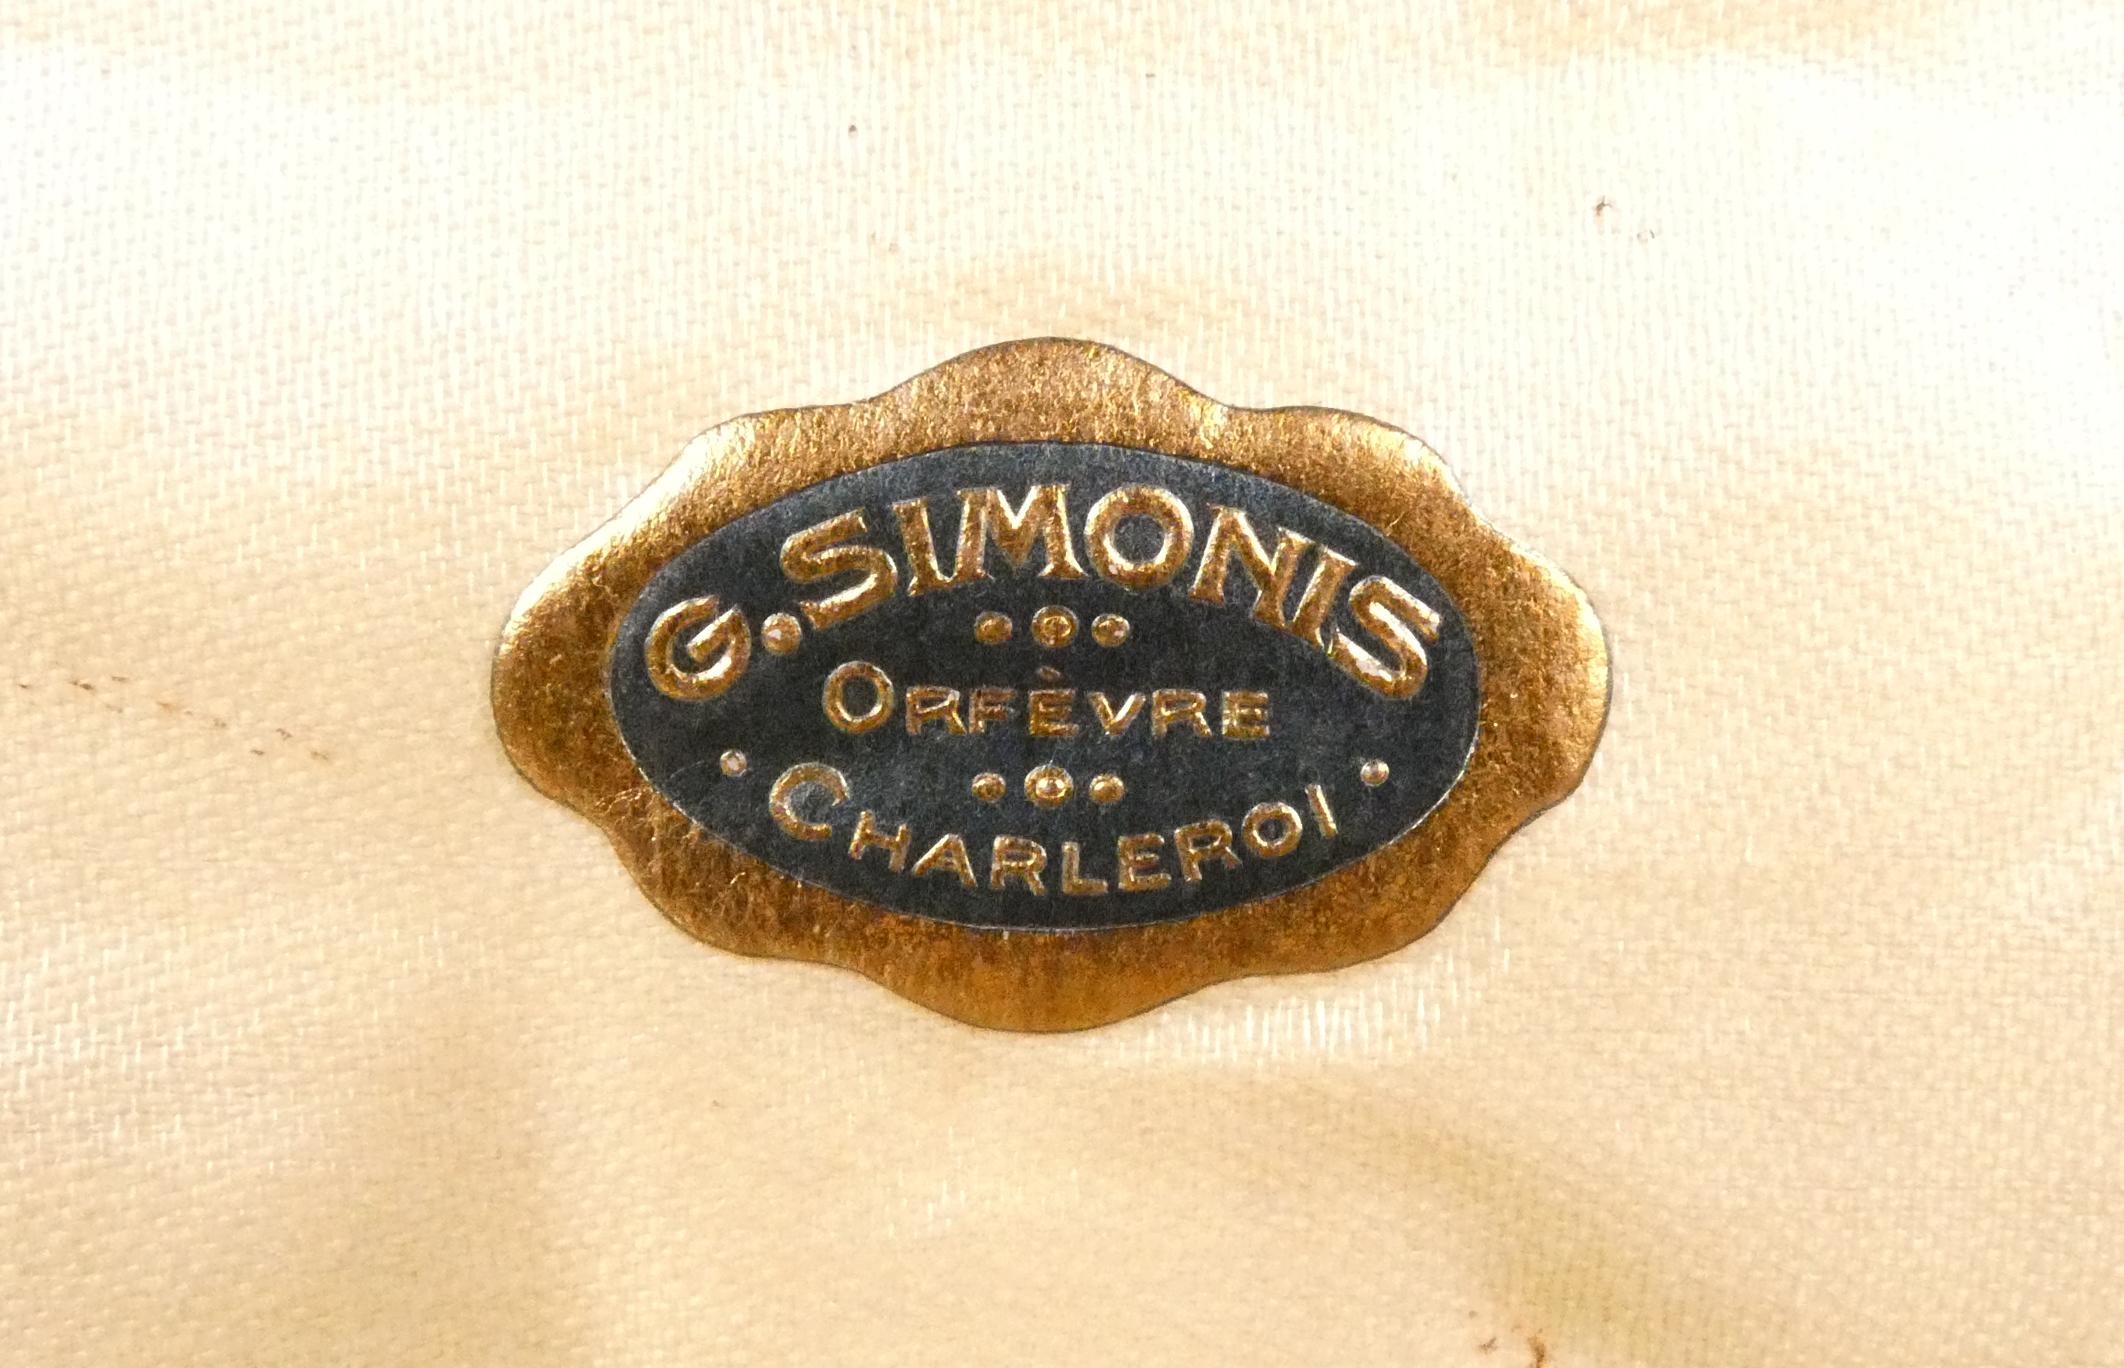 G. SIMONIS
ORFÈVRE
CHARLEROI